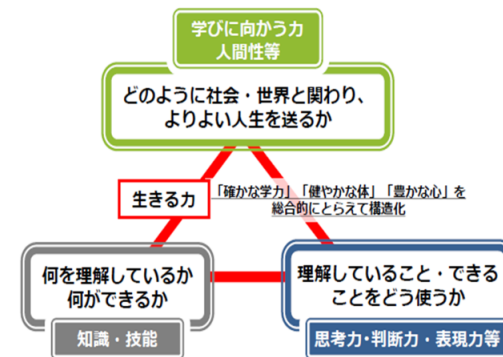 学びに向かう力
人間性等
どのように社会・世界と関わり、
よりよい人生を送るか
生きる力
「確かな学力」「健やかな体」「豊かな心」を
総合的にとらえて構造化
何を理解しているか
何ができるか
知識・技能
理解していること・できる
ことをどう使うか
思考力・判断力・表現力等